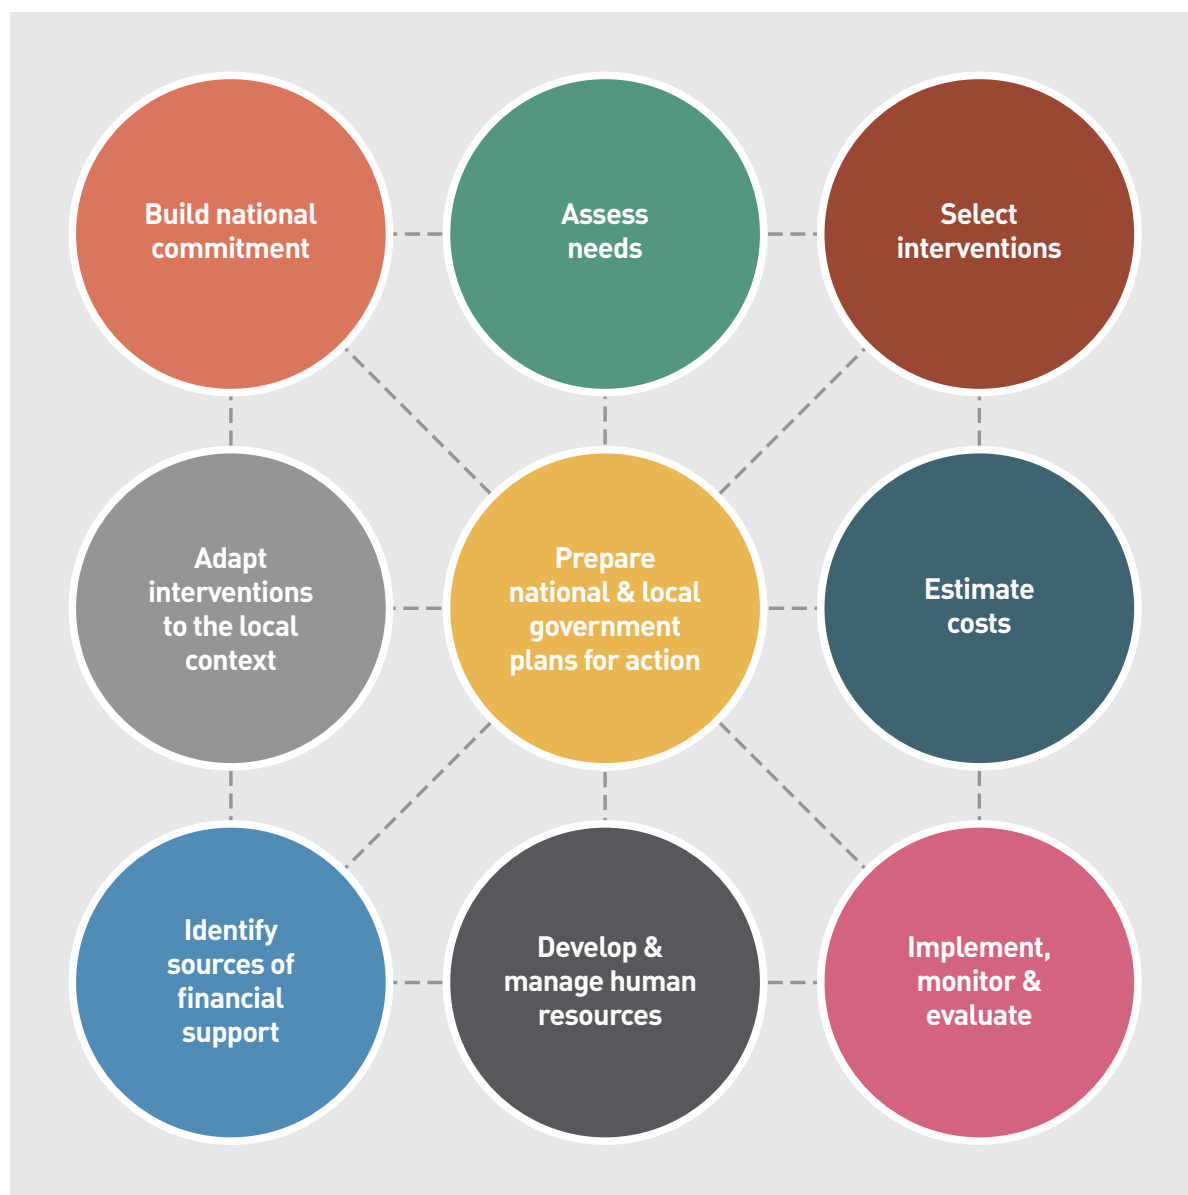 Build national
commitment
Assess
needs
Select
interventions
Adapt
interventions
to the local
context
Prepare
national & local
government
plans for action
Estimate
costs
Identify
sources of
financial
support
Develop &
manage human
resources
Implement,
monitor &
evaluate